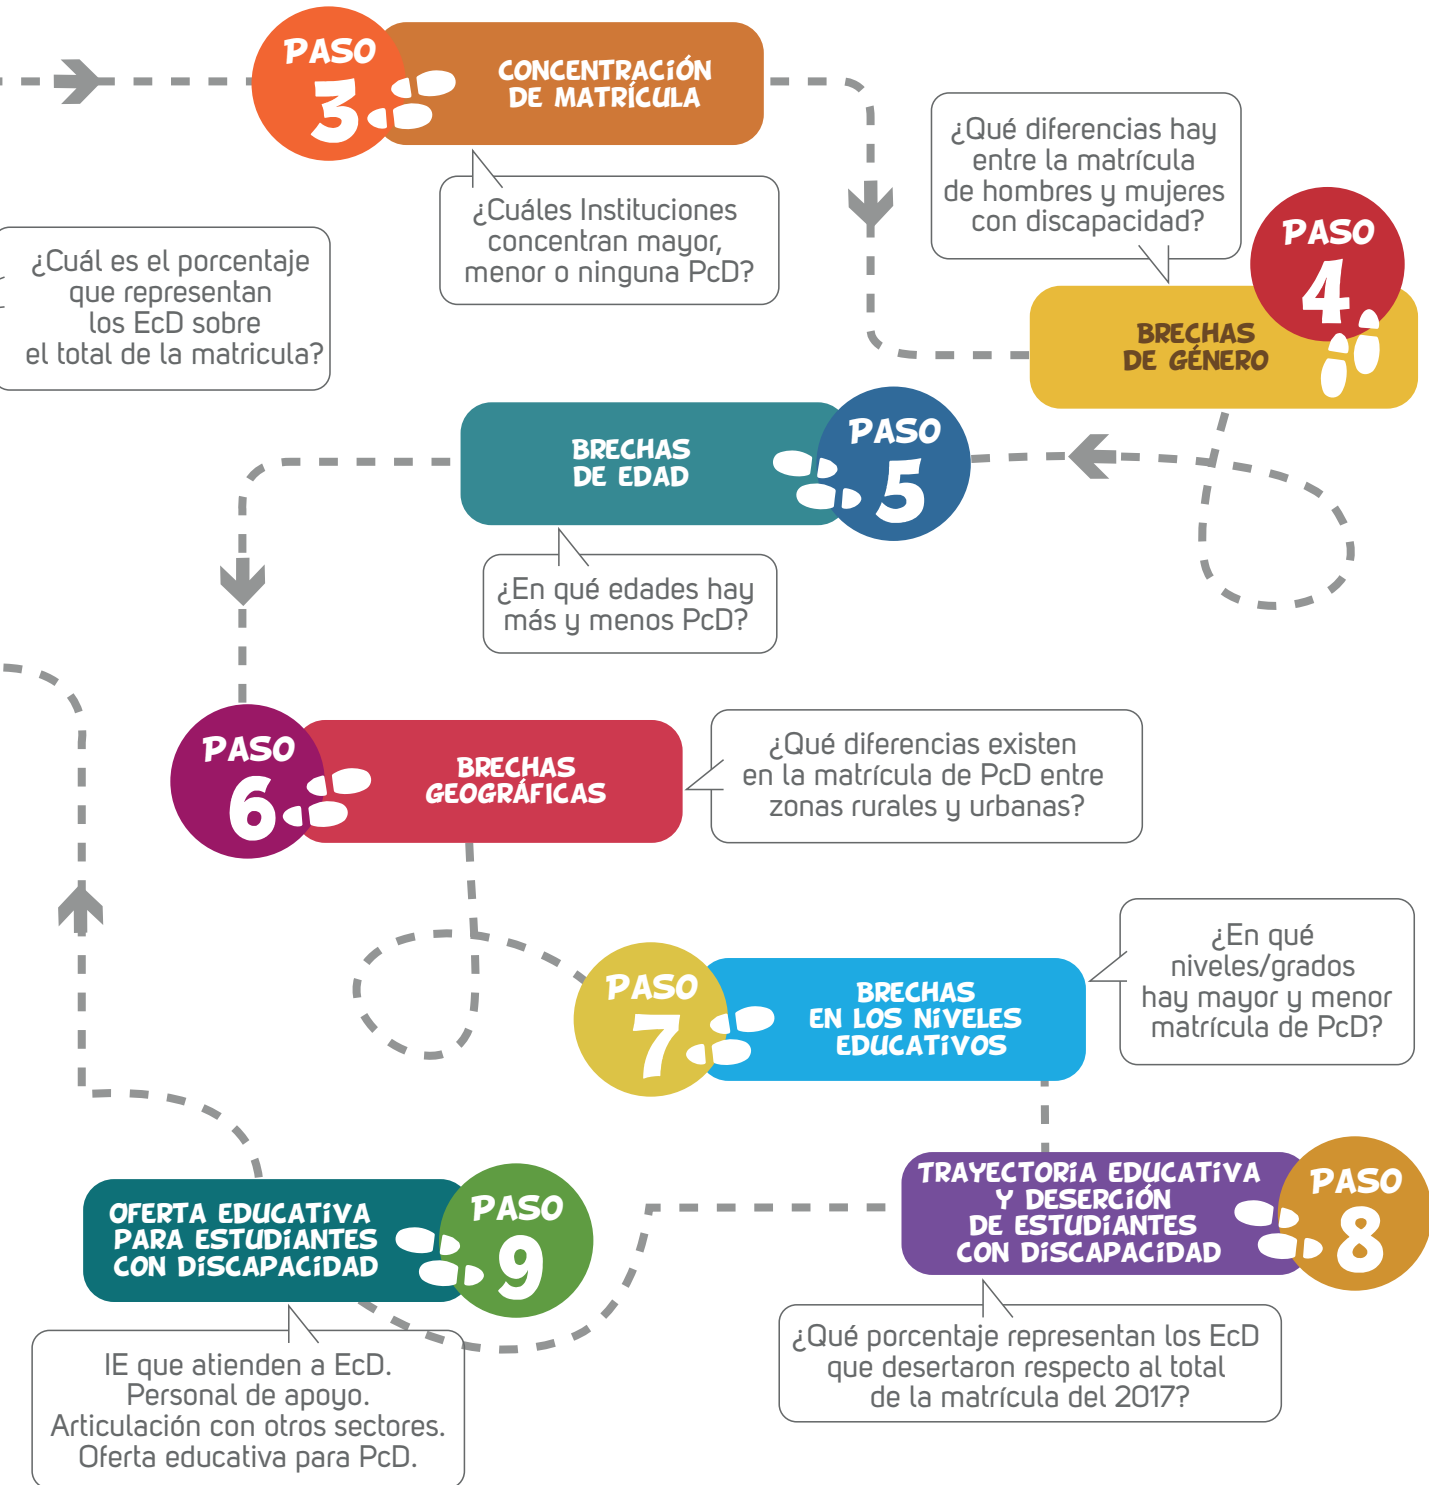 PASO
3
CONCENTRACIÓN
DE MATRÍCULA
¿Cuáles Instituciones
concentran mayor,
menor o ninguna PcD?
¿Cuál es el porcentaje
que representan
los EcD sobre
el total de la matricula?
¿Qué diferencias hay
entre la matrícula
de hombres y mujeres
con discapacidad?
PASO
4
BRECHAS
DE GÉNERO
BRECHAS
DE EDAD
PASO
5
¿En qué edades hay
más y menos PcD?
PASO
6
BRECHAS
GEOGRÁFICAS
¿Qué diferencias existen
en la matrícula de PcD entre
zonas rurales y urbanas?
PASO
7
BRECHAS
EN LOS NIVELES
EDUCATIVOS
¿En qué
niveles/grados
hay mayor y menor
matrícula de PcD?
TRAYECTORIA EDUCATIVA
Y DESERCIÓN
DE ESTUDIANTES
CON DISCAPACIDAD
PASO
8
¿Qué porcentaje representan los EcD
que desertaron respecto al total
de la matrícula del 2017?
OFERTA EDUCATIVA
PARA ESTUDIANTES
CON DISCAPACIDAD
PASO
9
IE que atienden a EcD.
Personal de apoyo.
Articulación con otros sectores.
Oferta educativa para PcD.